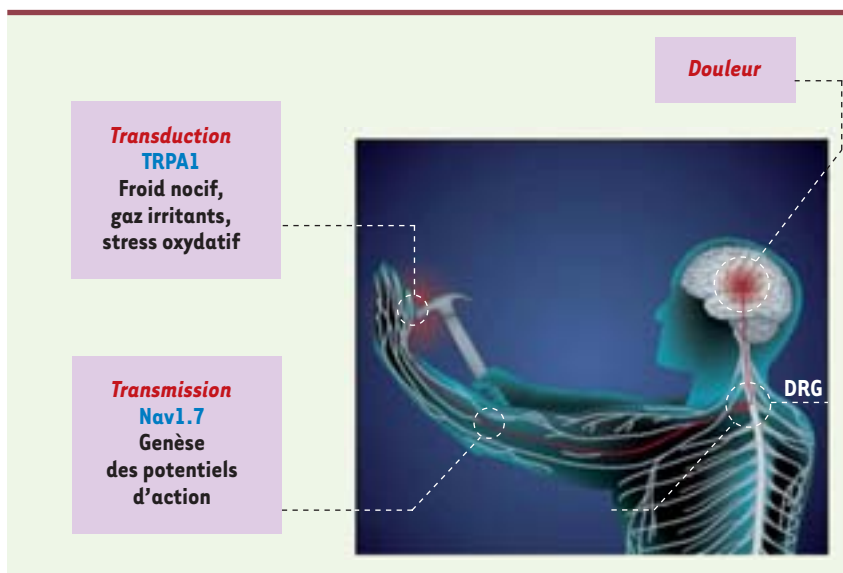 Douleur
Transduction
TRPA1
Froid nocif,
gaz irritants,
stress oxydatif
Transmission
Nav1.7
Genèse
des potentiels
d’action
DRG